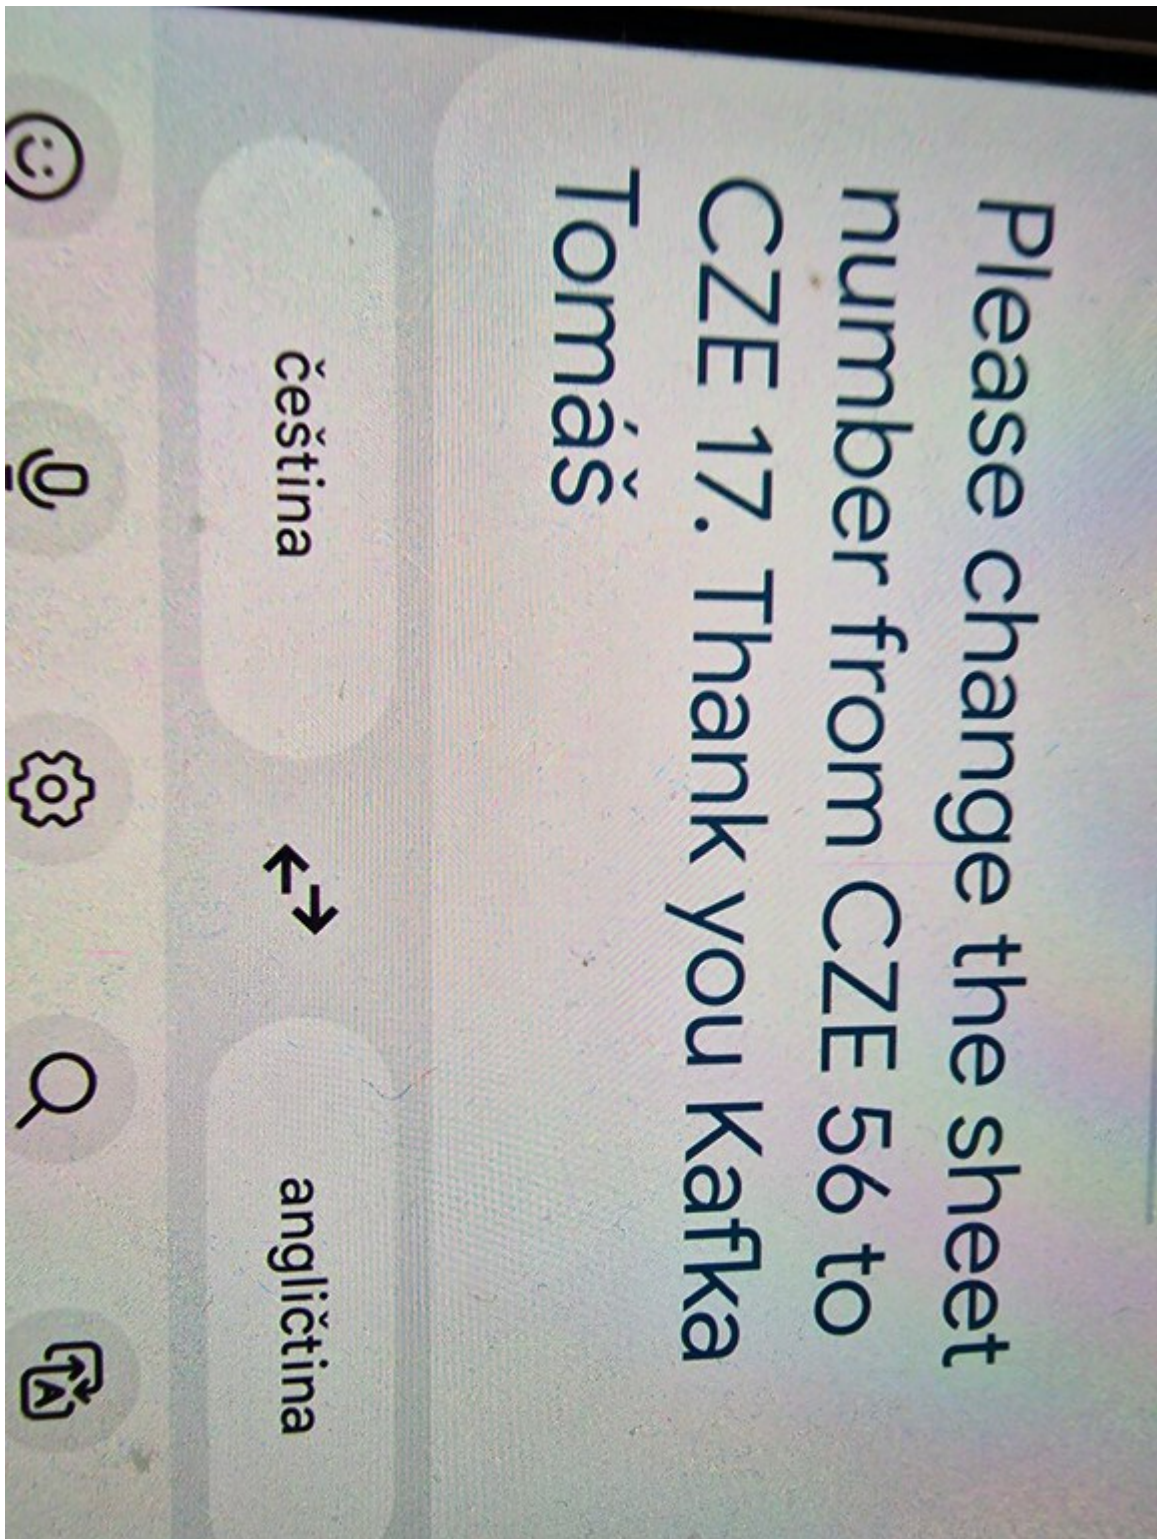 Please change the sheet
number from CZE 56 to
CZE 17. Thank you Kafka
Tomáš
čeština
angličtina